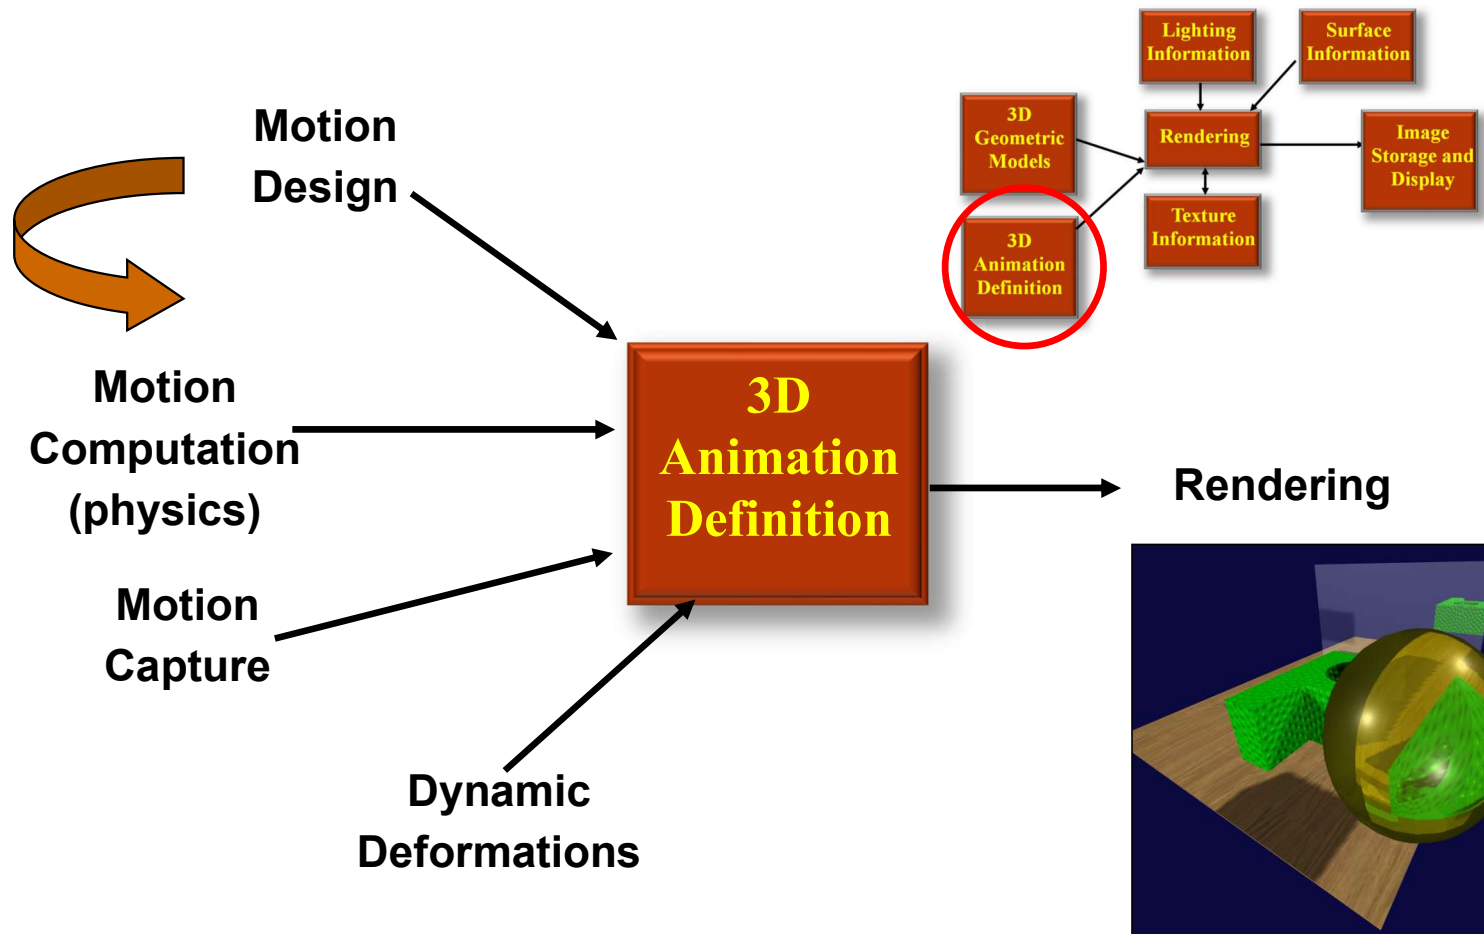 Motion
Design
Motion
Computation
(physics)
Motion
Capture
Dynamic
Deformations
3D
Animation
Definition
Rendering
Lighting
Information
Surface
Information
3D
Geometric
Models
Rendering
Image
Storage and
Display
3D
Animation
Definition
Texture
Information